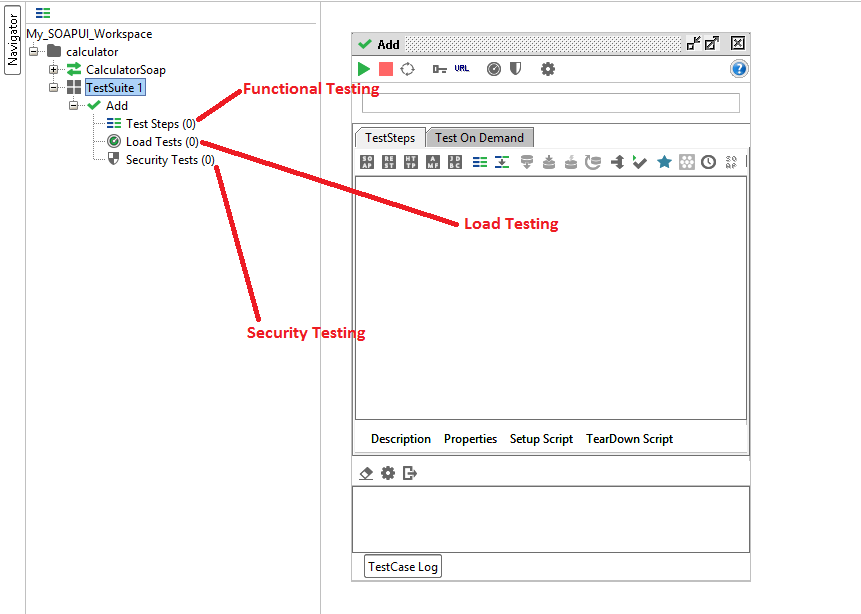 Navigator
My_SOAPUI_Workspace
calculator
CalculatorSoap
TestSuite 1
Add
Test Steps (0)
Load Tests (0)
Security Tests (0)
Functional Testing
Load Testing
Security Testing
Add
URL
?
TestSteps
Test On Demand
SO AP
RE ST
HT TP
A MF
JD BC
SO AP
Description Properties Setup Script TearDown Script
TestCase Log